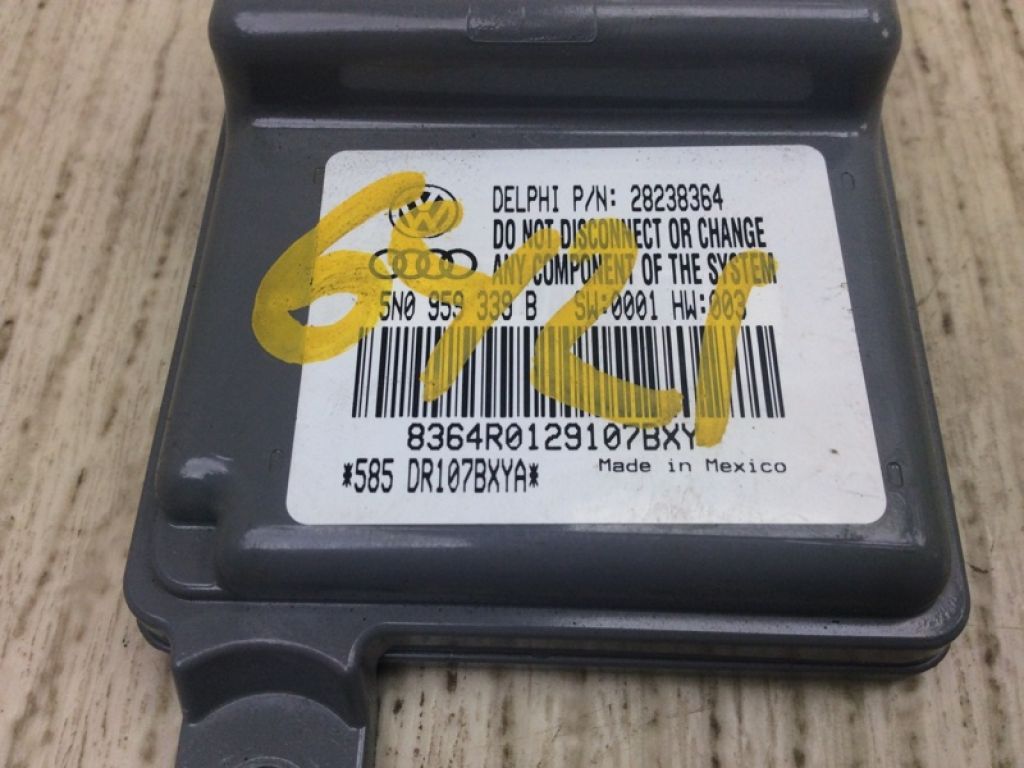 DELPHI P/N: 28238364
DO NOT DISCONNECT OR CHANGE
ANY COMPONENT OF THE SYSTEM
5N0 959 339 B SW:0001 HW:003
8364R0129107BXY
*585 DR107BXYA*
Made in Mexico